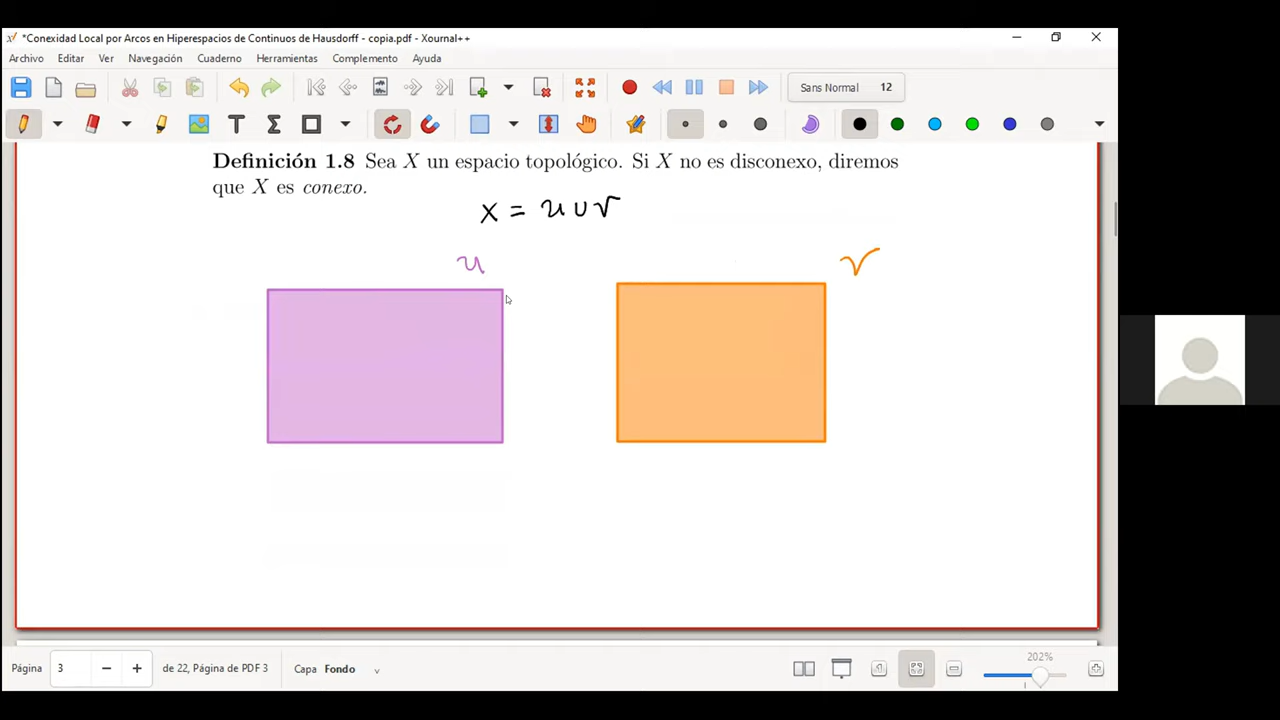 *Conexidad Local por Arcos en Hiperespacios de Continuos de Hausdorff - copia.pdf - Xournal++
Archivo Editar Ver Navegación Cuaderno Herramientas Complemento Ayuda
Sans Normal 12
Definición 1.8 Sea X un espacio topológico. Si X no es disconexo, diremos
que X es conexo.
X = U ∪ V
U
V
Página 3 de 22, Página de PDF 3 Capa Fondo 202%